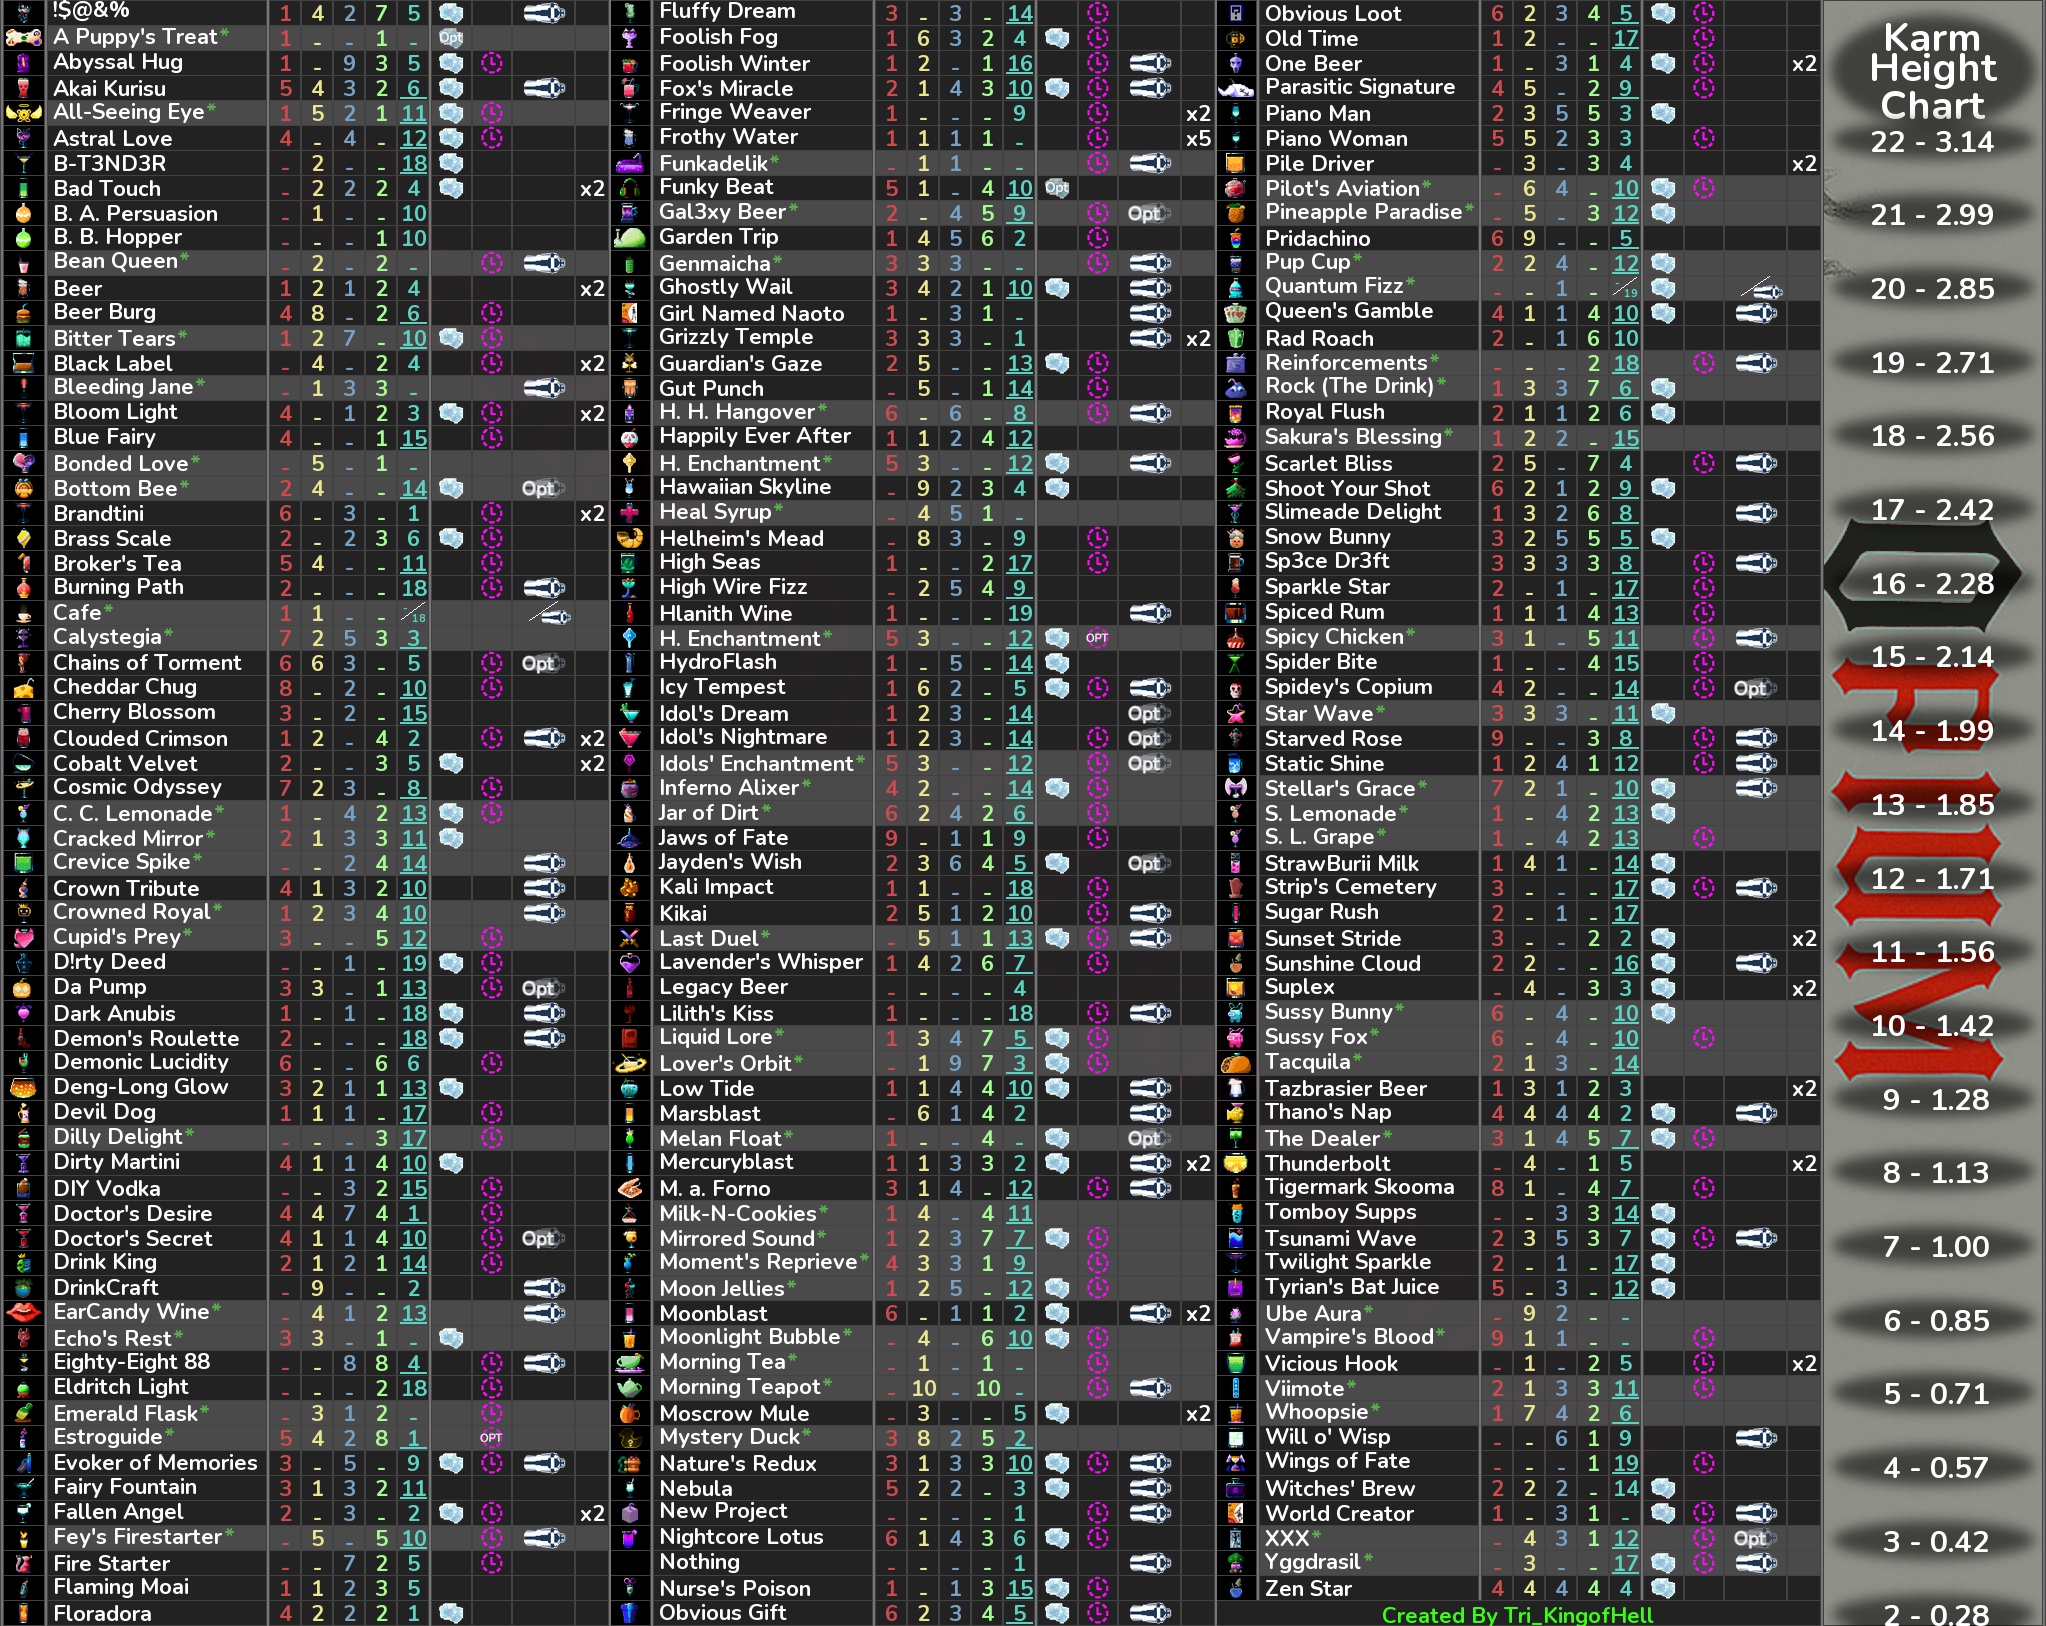 !$@&% 1 4 2 7 5
A Puppy's Treat* 1 - - 1 - Opt
Abyssal Hug 1 - 9 3 5
Akai Kurisu 5 4 3 2 6
All-Seeing Eye* 1 5 2 1 11
Astral Love 4 - 4 - 12
B-T3ND3R - 2 - - 18
Bad Touch - 2 2 2 4 x2
B. A. Persuasion - 1 - - 10
B. B. Hopper - - - 1 10
Bean Queen* - 2 - 2 -
Beer 1 2 1 2 4 x2
Beer Burg 4 8 - 2 6
Bitter Tears* 1 2 7 - 10
Black Label - 4 - 2 4 x2
Bleeding Jane* - 1 3 3 -
Bloom Light 4 - 1 2 3 x2
Blue Fairy 4 - - 1 15
Bonded Love* - 5 - 1 -
Bottom Bee* 2 4 - - 14 Opt
Brandtini 6 - 3 - 1 x2
Brass Scale 2 - 2 3 6
Broker's Tea 5 4 - - 11
Burning Path 2 - - - 18
Cafe* 1 1 - - -/18
Calystegia* 7 2 5 3 3
Chains of Torment 6 6 3 - 5 Opt
Cheddar Chug 8 - 2 - 10
Cherry Blossom 3 - 2 - 15
Clouded Crimson 1 2 - 4 2 x2
Cobalt Velvet 2 - - 3 5 x2
Cosmic Odyssey 7 2 3 - 8
C. C. Lemonade* 1 - 4 2 13
Cracked Mirror* 2 1 3 3 11
Crevice Spike* - - 2 4 14
Crown Tribute 4 1 3 2 10
Crowned Royal* 1 2 3 4 10
Cupid's Prey* 3 - - 5 12
D!rty Deed - - 1 - 19
Da Pump 3 3 - 1 13 Opt
Dark Anubis 1 - 1 - 18
Demon's Roulette 2 - - - 18
Demonic Lucidity 6 - - 6 6
Deng-Long Glow 3 2 1 1 13
Devil Dog 1 1 1 - 17
Dilly Delight* - - - 3 17
Dirty Martini 4 1 1 4 10
DIY Vodka - - 3 2 15
Doctor's Desire 4 4 7 4 1
Doctor's Secret 4 1 1 4 10 Opt
Drink King 2 1 2 1 14
DrinkCraft - 9 - - 2
EarCandy Wine* - 4 1 2 13
Echo's Rest* 3 3 - 1 -
Eighty-Eight 88 - - 8 8 4
Eldritch Light - - - 2 18
Emerald Flask* - 3 1 2 -
Estroguide* 5 4 2 8 1 OPT
Evoker of Memories 3 - 5 - 9
Fairy Fountain 3 1 3 2 11
Fallen Angel 2 - 3 - 2 x2
Fey's Firestarter* - 5 - 5 10
Fire Starter - - 7 2 5
Flaming Moai 1 1 2 3 5
Floradora 4 2 2 2 1
Fluffy Dream 3 - 3 - 14
Foolish Fog 1 6 3 2 4
Foolish Winter 1 2 - 1 16
Fox's Miracle 2 1 4 3 10
Fringe Weaver 1 - - - 9 x2
Frothy Water 1 1 1 1 - x5
Funkadelik* - 1 1 - -
Funky Beat 5 1 - 4 10 Opt
Gal3xy Beer* 2 - 4 5 9 Opt
Garden Trip 1 4 5 6 2
Genmaicha* 3 3 3 - -
Ghostly Wail 3 4 2 1 10
Girl Named Naoto 1 - 3 1 -
Grizzly Temple 3 3 3 - 1 x2
Guardian's Gaze 2 5 - - 13
Gut Punch - 5 - 1 14
H. H. Hangover* 6 - 6 - 8
Happily Ever After 1 1 2 4 12
H. Enchantment* 5 3 - - 12
Hawaiian Skyline - 9 2 3 4
Heal Syrup* - 4 5 1 -
Helheim's Mead - 8 3 - 9
High Seas 1 - - 2 17
High Wire Fizz - 2 5 4 9
Hlanith Wine 1 - - - 19
H. Enchantment* 5 3 - - 12 OPT
HydroFlash 1 - 5 - 14
Icy Tempest 1 6 2 - 5
Idol's Dream 1 2 3 - 14 Opt
Idol's Nightmare 1 2 3 - 14 Opt
Idols' Enchantment* 5 3 - - 12 Opt
Inferno Alixer* 4 2 - - 14
Jar of Dirt* 6 2 4 2 6
Jaws of Fate 9 - 1 1 9
Jayden's Wish 2 3 6 4 5 Opt
Kali Impact 1 1 - - 18
Kikai 2 5 1 2 10
Last Duel* - 5 1 1 13
Lavender's Whisper 1 4 2 6 7
Legacy Beer - - - - 4
Lilith's Kiss 1 - - - 18
Liquid Lore* 1 3 4 7 5
Lover's Orbit* - 1 9 7 3
Low Tide 1 1 4 4 10
Marsblast - 6 1 4 2
Melan Float* 1 - - 4 - Opt
Mercuryblast 1 1 3 3 2 x2
M. a. Forno 3 1 4 - 12
Milk-N-Cookies* 1 4 - 4 11
Mirrored Sound* 1 2 3 7 7
Moment's Reprieve* 4 3 3 1 9
Moon Jellies* 1 2 5 - 12
Moonblast 6 - 1 1 2 x2
Moonlight Bubble* - 4 - 6 10
Morning Tea* - 1 - 1 -
Morning Teapot* - 10 - 10 -
Moscrow Mule - 3 - - 5 x2
Mystery Duck* 3 8 2 5 2
Nature's Redux 3 1 3 3 10
Nebula 5 2 2 - 3
New Project - - - - 1
Nightcore Lotus 6 1 4 3 6
Nothing - - - - 1
Nurse's Poison 1 - 1 3 15
Obvious Gift 6 2 3 4 5
Obvious Loot 6 2 3 4 5
Old Time 1 2 - - 17
One Beer 1 - 3 1 4 x2
Parasitic Signature 4 5 - 2 9
Piano Man 2 3 5 5 3
Piano Woman 5 5 2 3 3
Pile Driver - 3 - 3 4 x2
Pilot's Aviation* - 6 4 - 10
Pineapple Paradise* - 5 - 3 12
Pridachino 6 9 - - 5
Pup Cup* 2 2 4 - 12
Quantum Fizz* - - 1 - -/19
Queen's Gamble 4 1 1 4 10
Rad Roach 2 - 1 6 10
Reinforcements* - - - 2 18
Rock (The Drink)* 1 3 3 7 6
Royal Flush 2 1 1 2 6
Sakura's Blessing* 1 2 2 - 15
Scarlet Bliss 2 5 - 7 4
Shoot Your Shot 6 2 1 2 9
Slimeade Delight 1 3 2 6 8
Snow Bunny 3 2 5 5 5
Sp3ce Dr3ft 3 3 3 3 8
Sparkle Star 2 - 1 - 17
Spiced Rum 1 1 1 4 13
Spicy Chicken* 3 1 - 5 11
Spider Bite 1 - - 4 15
Spidey's Copium 4 2 - - 14 Opt
Star Wave* 3 3 3 - 11
Starved Rose 9 - - 3 8
Static Shine 1 2 4 1 12
Stellar's Grace* 7 2 1 - 10
S. Lemonade* 1 - 4 2 13
S. L. Grape* 1 - 4 2 13
StrawBurii Milk 1 4 1 - 14
Strip's Cemetery 3 - - - 17
Sugar Rush 2 - 1 - 17
Sunset Stride 3 - - 2 2 x2
Sunshine Cloud 2 2 - - 16
Suplex - 4 - 3 3 x2
Sussy Bunny* 6 - 4 - 10
Sussy Fox* 6 - 4 - 10
Tacquila* 2 1 3 - 14
Tazbrasier Beer 1 3 1 2 3 x2
Thano's Nap 4 4 4 4 2
The Dealer* 3 1 4 5 7
Thunderbolt - 4 - 1 5 x2
Tigermark Skooma 8 1 - 4 7
Tomboy Supps - - 3 3 14
Tsunami Wave 2 3 5 3 7
Twilight Sparkle 2 - 1 - 17
Tyrian's Bat Juice 5 - 3 - 12
Ube Aura* - 9 2 - -
Vampire's Blood* 9 1 1 - -
Vicious Hook - 1 - 2 5 x2
Viimote* 2 1 3 3 11
Whoopsie* 1 7 4 2 6
Will o' Wisp - - 6 1 9
Wings of Fate - - - 1 19
Witches' Brew 2 2 2 - 14
World Creator 1 - 3 1 -
XXX* - 4 3 1 12 Opt
Yggdrasil* - 3 - - 17
Zen Star 4 4 4 4 4
Created By Tri_KingofHell
Karm
Height
Chart
22 - 3.14
21 - 2.99
20 - 2.85
19 - 2.71
18 - 2.56
17 - 2.42
16 - 2.28
15 - 2.14
14 - 1.99
13 - 1.85
12 - 1.71
11 - 1.56
10 - 1.42
9 - 1.28
8 - 1.13
7 - 1.00
6 - 0.85
5 - 0.71
4 - 0.57
3 - 0.42
2 - 0.28